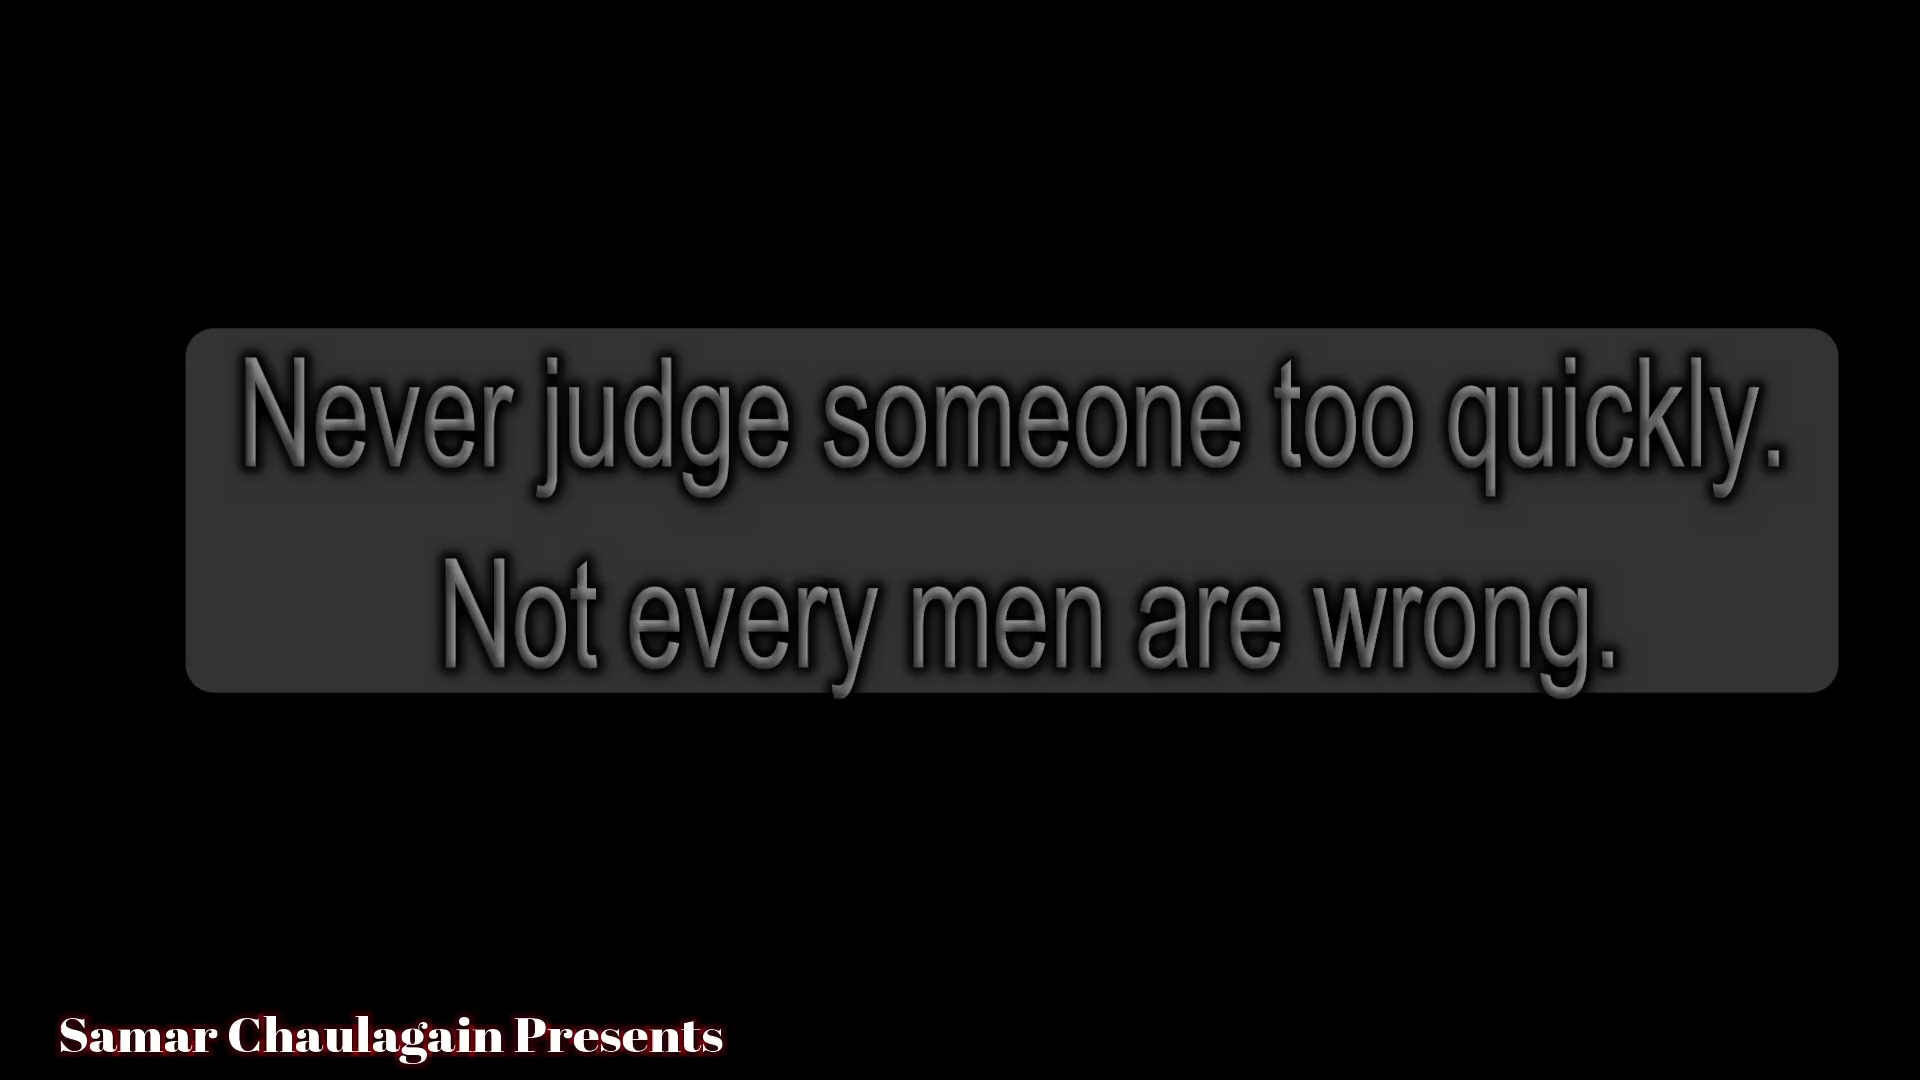 Never judge someone too quickly.
Not every men are wrong.
Samar Chaulagain Presents